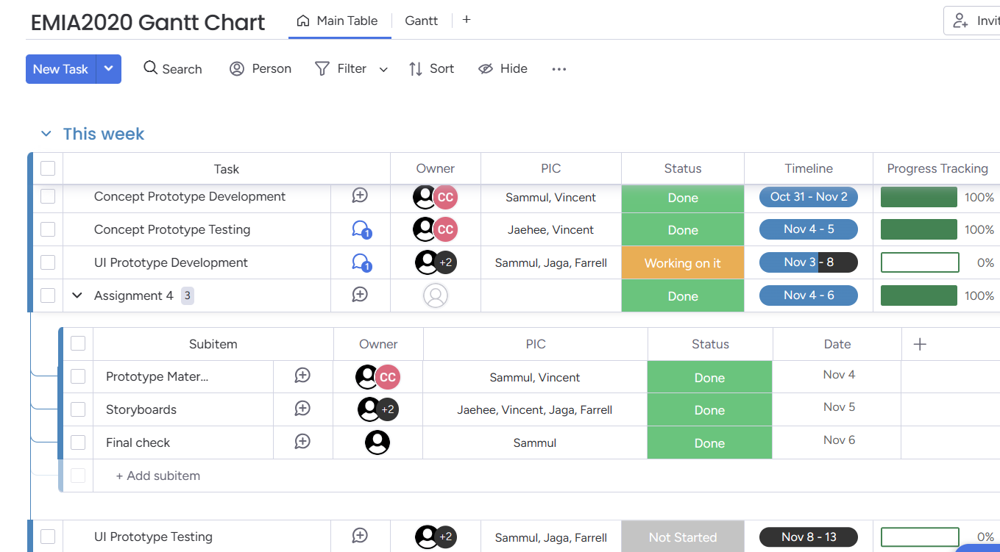 EMIA2020 Gantt Chart Main Table Gantt + Invit
New Task Search Person Filter Sort Hide ...
This week
Task Owner PIC Status Timeline Progress Tracking
Concept Prototype Development CC Sammul, Vincent Done Oct 31 - Nov 2 100%
Concept Prototype Testing 1 CC Jaehee, Vincent Done Nov 4 - 5 100%
UI Prototype Development 1 +2 Sammul, Jaga, Farrell Working on it Nov 3 - 8 0%
Assignment 4 3 Done Nov 4 - 6 100%
Subitem Owner PIC Status Date +
Prototype Mater... CC Sammul, Vincent Done Nov 4
Storyboards +2 Jaehee, Vincent, Jaga, Farrell Done Nov 5
Final check Sammul Done Nov 6
+ Add subitem
UI Prototype Testing +2 Sammul, Jaga, Farrell Not Started Nov 8 - 13 0%